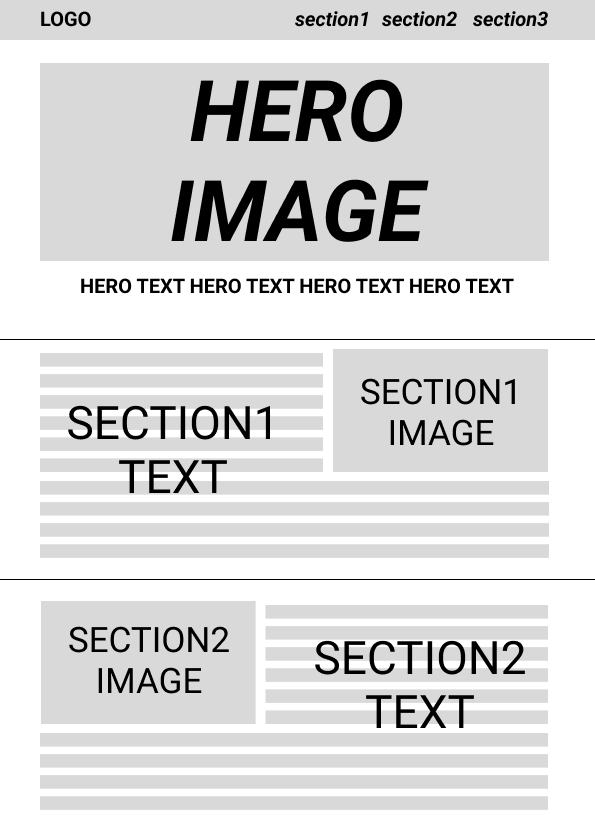 LOGO section1 section2 section3
HERO
IMAGE
HERO TEXT HERO TEXT HERO TEXT HERO TEXT
SECTION1
TEXT
SECTION1
IMAGE
SECTION2
IMAGE
SECTION2
TEXT